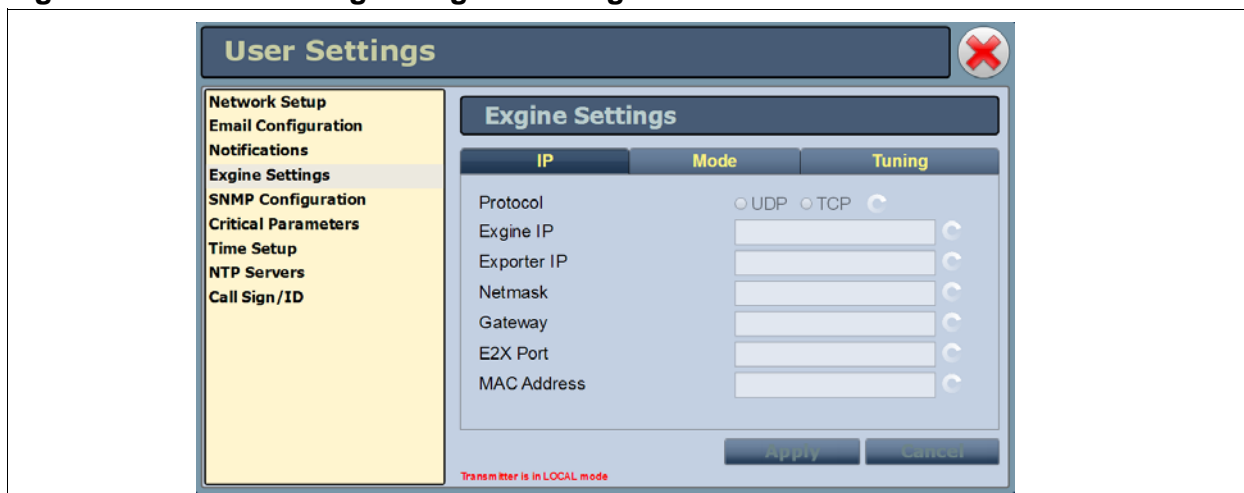 User Settings
Network Setup
Email Configuration
Notifications
Exgine Settings
SNMP Configuration
Critical Parameters
Time Setup
NTP Servers
Call Sign/ID
Exgine Settings
IP Mode Tuning
Protocol UDP TCP
Exgine IP
Exporter IP
Netmask
Gateway
E2X Port
MAC Address
Apply Cancel
Transmitter is in LOCAL mode